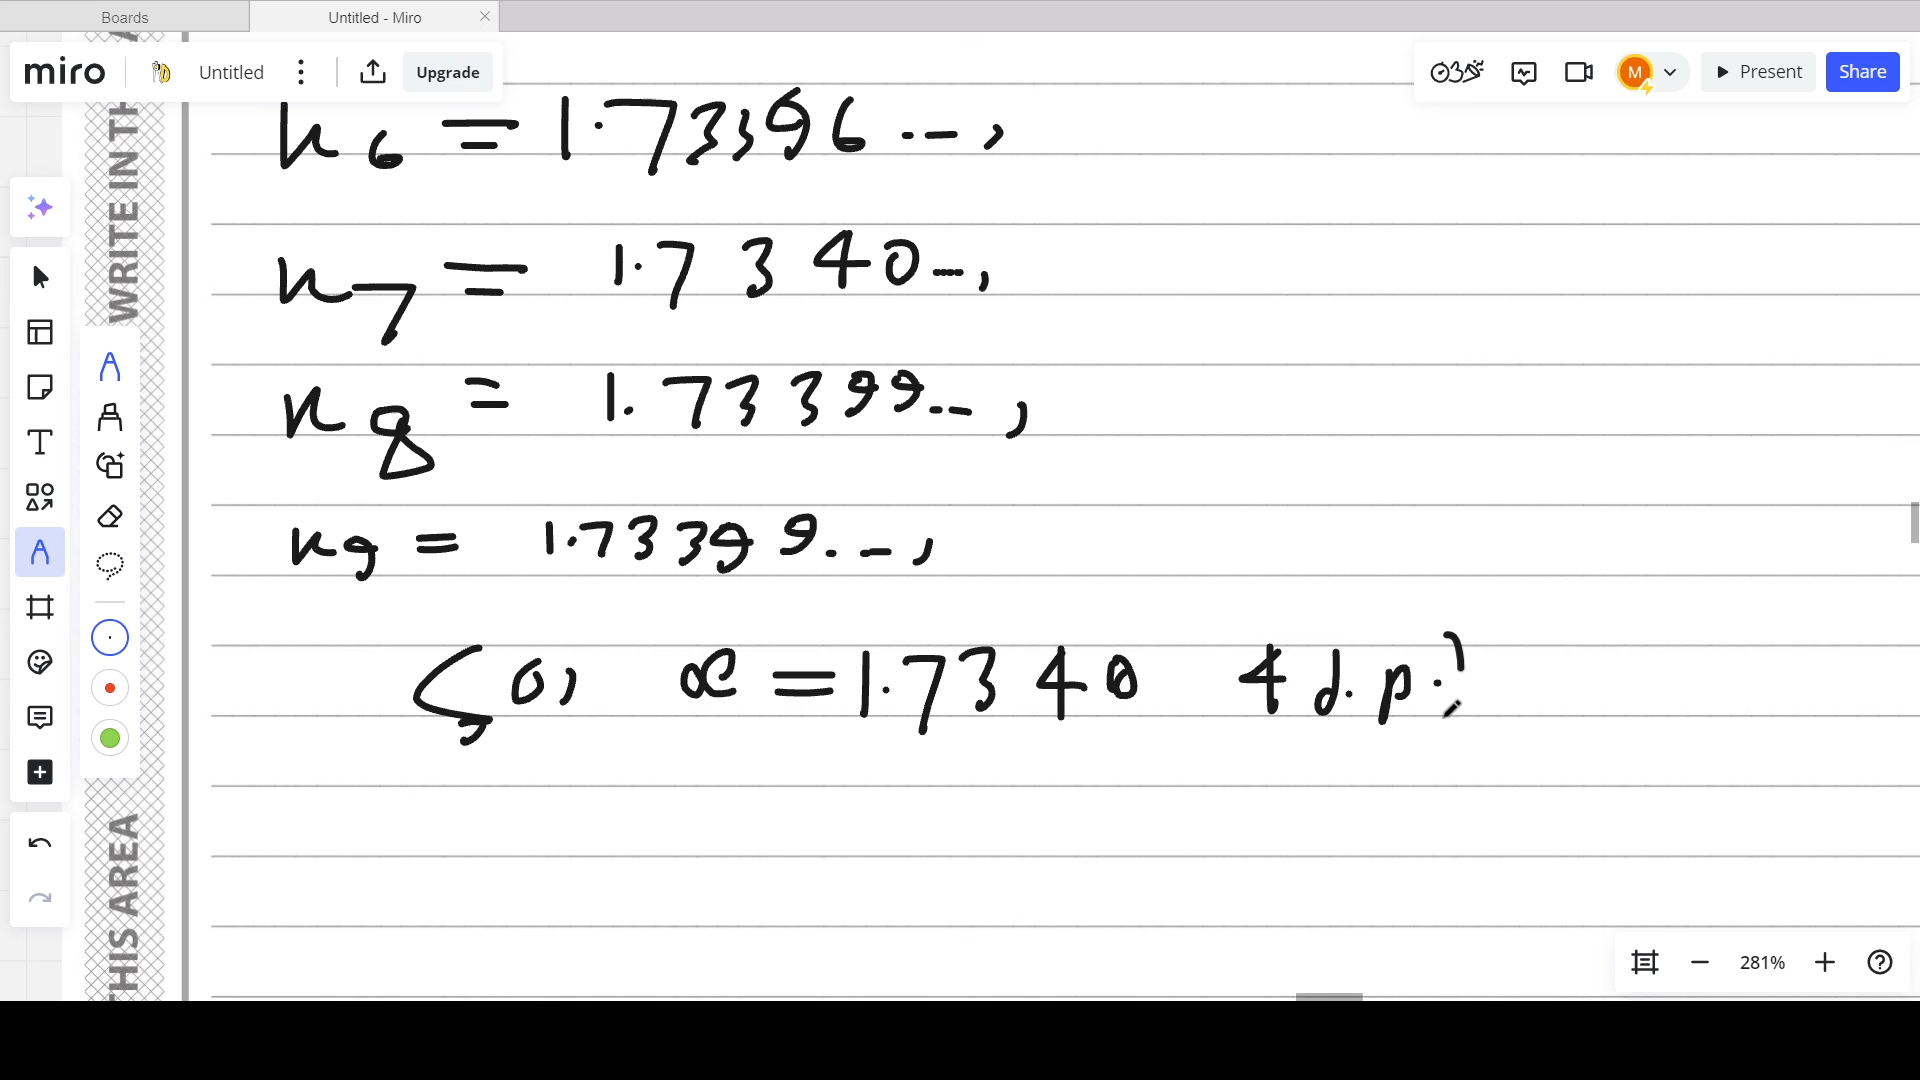 Boards
Untitled - Miro
miro
Untitled
Upgrade
M
Present
Share
WRITE IN TH
x6 = 1.73396...,
x7 = 1.7340...,
x8 = 1.73399...,
x9 = 1.73399...,
So, α = 1.7340 4 d.p.)
THIS AREA
281%